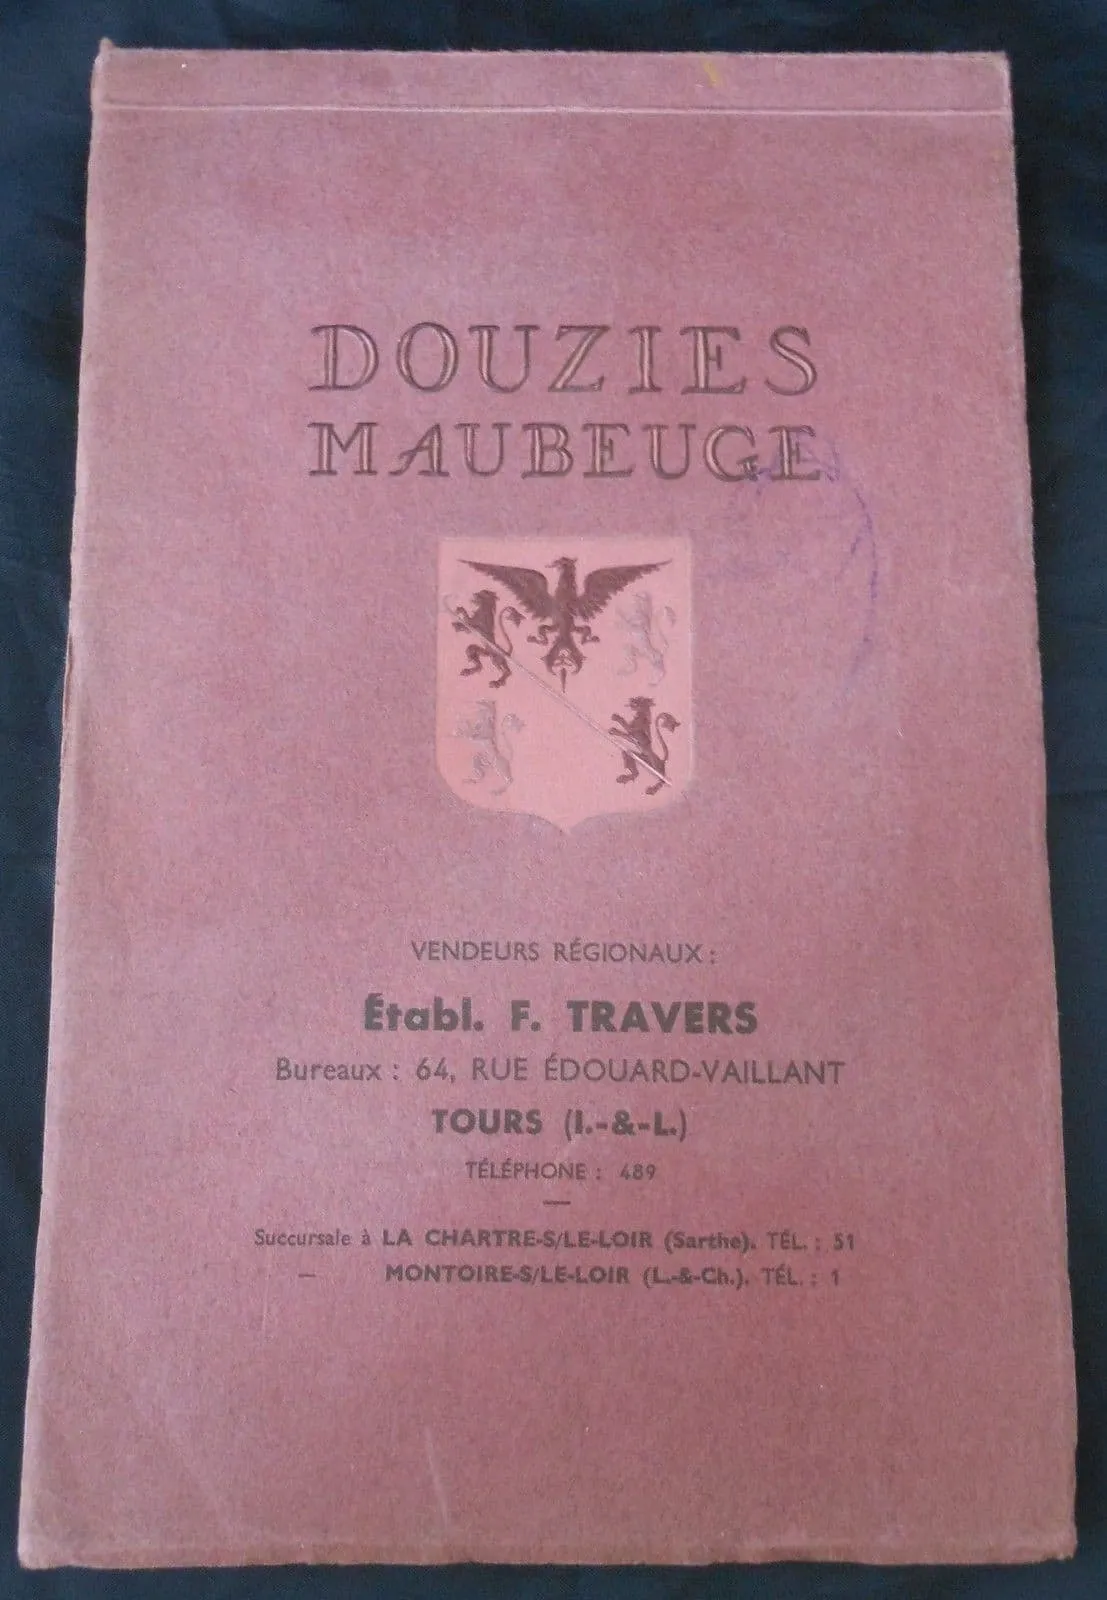 DOUZIES
MAUBEUGE
VENDEURS RÉGIONAUX :
Établ. F. TRAVERS
Bureaux : 64, RUE ÉDOUARD-VAILLANT
TOURS (I.-&-L.)
TÉLÉPHONE : 489
Succursale à LA CHARTRE-S/LE-LOIR (Sarthe). TÉL. : 51
— MONTOIRE-S/LE-LOIR (L.-&-Ch.). TÉL. : 1